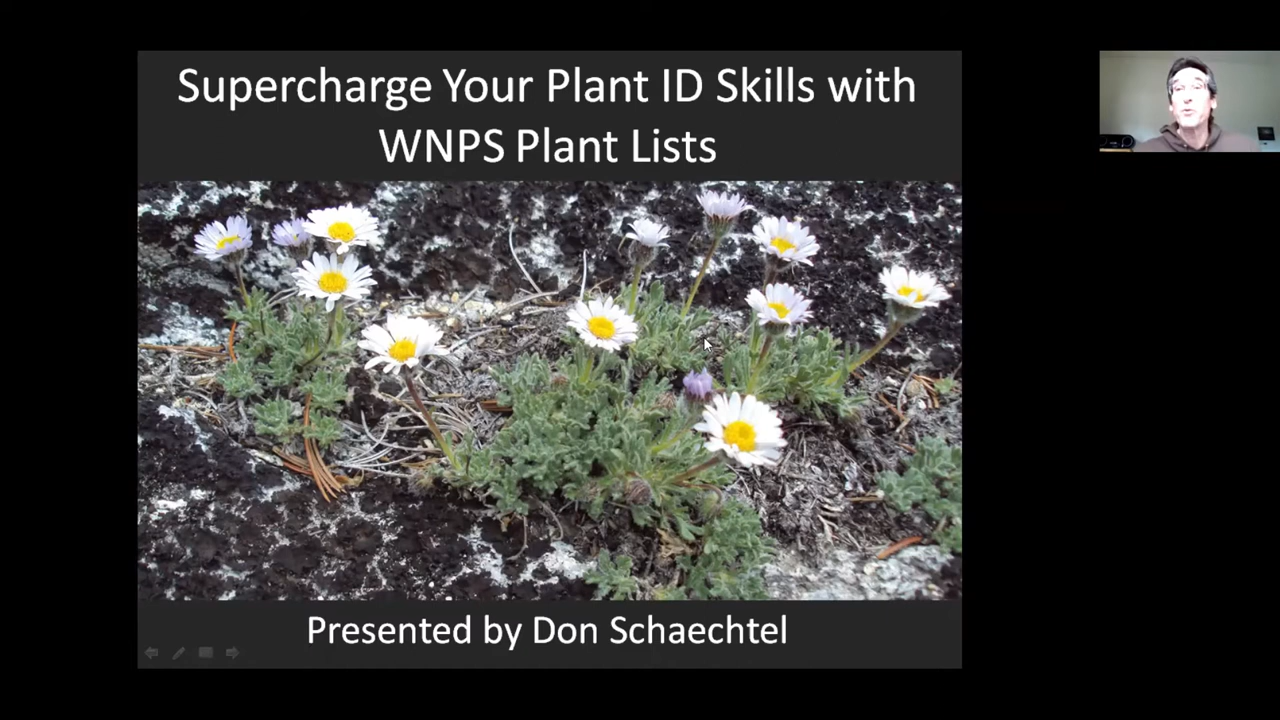 Supercharge Your Plant ID Skills with
WNPS Plant Lists
Presented by Don Schaechtel